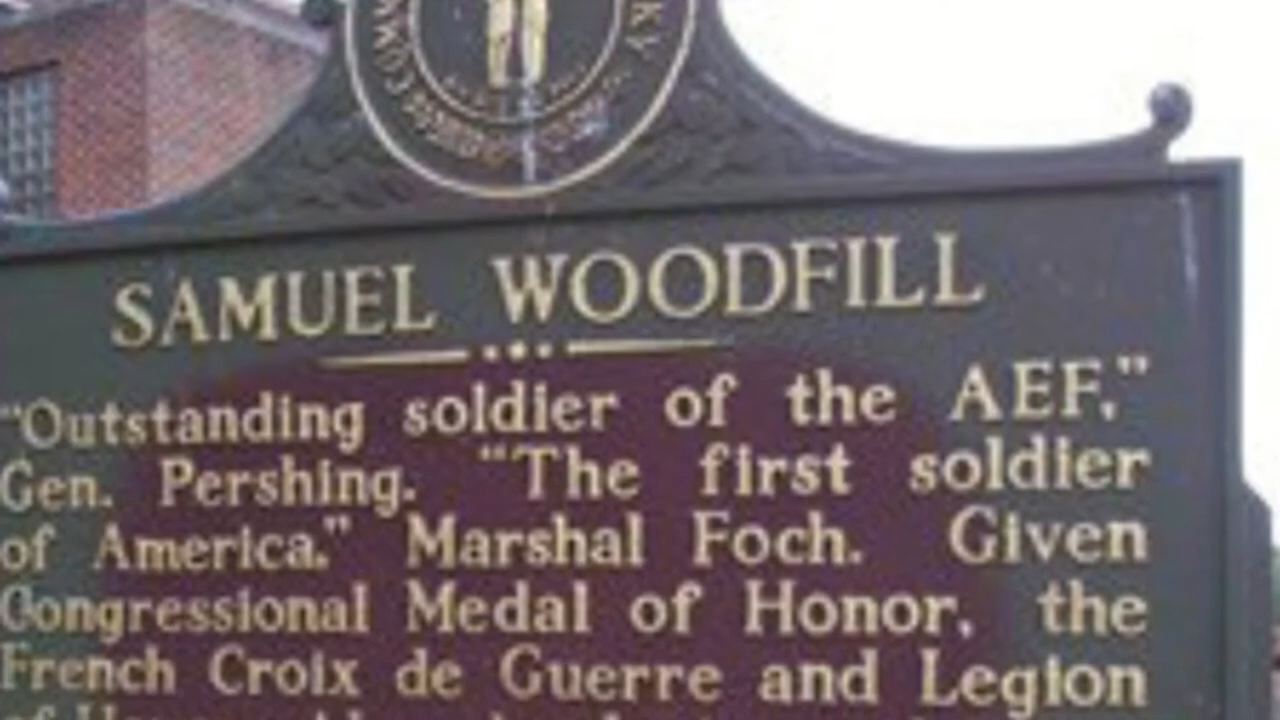 SAMUEL WOODFILL
"Outstanding soldier of the AEF,"
Gen. Pershing. "The first soldier
of America." Marshal Foch. Given
Congressional Medal of Honor, the
French Croix de Guerre and Legion